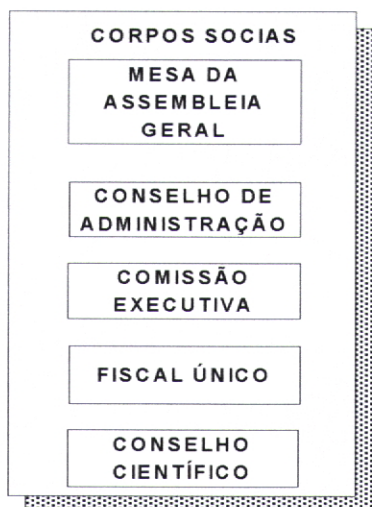 CORPOS SOCIAS
MESA DA
ASSEMBLEIA
GERAL
CONSELHO DE
ADMINISTRAÇÃO
COMISSÃO
EXECUTIVA
FISCAL ÚNICO
CONSELHO
CIENTÍFICO